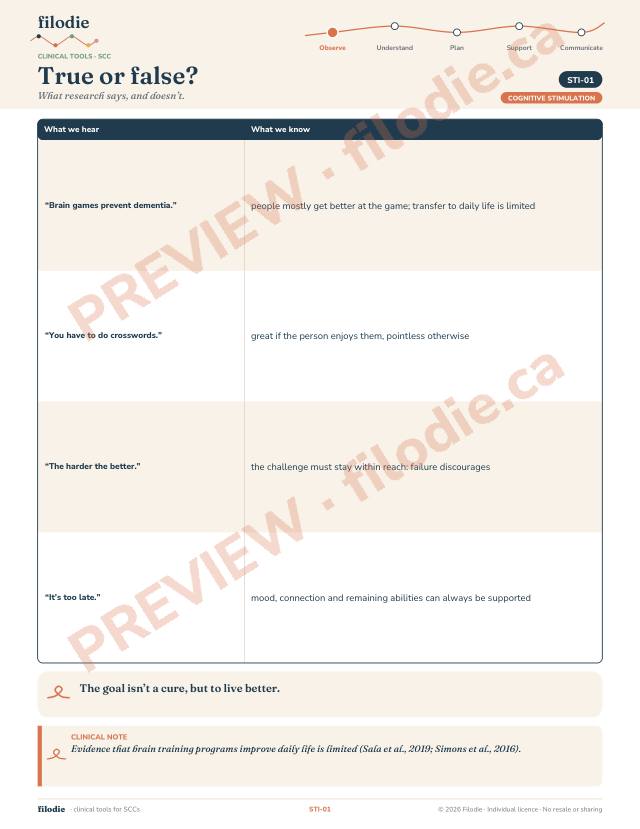 filodie
CLINICAL TOOLS · SCC
True or false?
What research says, and doesn't.
Observe Understand Plan Support Communicate
STI-01
COGNITIVE STIMULATION
What we hear What we know
“Brain games prevent dementia.” people mostly get better at the game; transfer to daily life is limited
“You have to do crosswords.” great if the person enjoys them, pointless otherwise
“The harder the better.” the challenge must stay within reach: failure discourages
“It's too late.” mood, connection and remaining abilities can always be supported
PREVIEW · filodie.ca
PREVIEW · filodie.ca
The goal isn't a cure, but to live better.
CLINICAL NOTE
Evidence that brain training programs improve daily life is limited (Sala et al., 2019; Simons et al., 2016).
filodie · clinical tools for SCCs STI-01 © 2026 Filodie · Individual licence · No resale or sharing